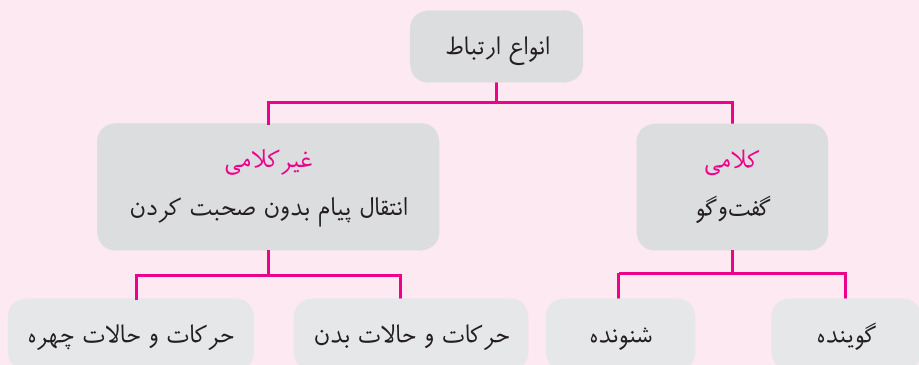 انواع ارتباط
کلامی
گفت‌وگو
غیرکلامی
انتقال پیام بدون صحبت کردن
گوینده
شنونده
حرکات و حالات بدن
حرکات و حالات چهره